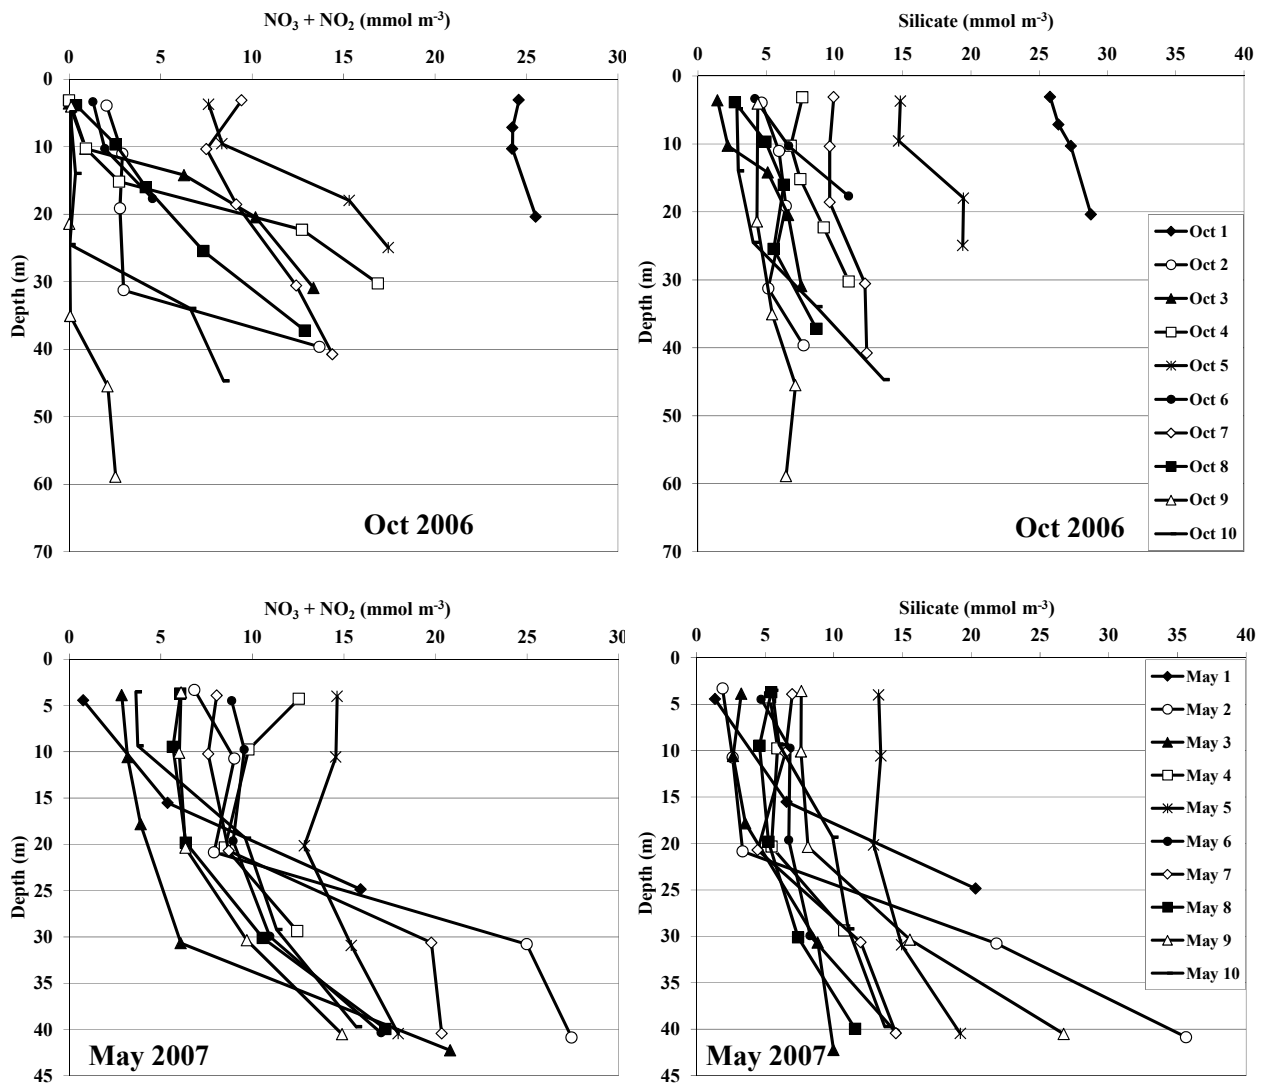 NO3 + NO2 (mmol m-3)
0 5 10 15 20 25 30
0
10
20
30
40
50
60
70
Depth (m)
Oct 2006
Silicate (mmol m-3)
0 5 10 15 20 25 30 35 40
0
10
20
30
40
50
60
70
Depth (m)
Oct 1
Oct 2
Oct 3
Oct 4
Oct 5
Oct 6
Oct 7
Oct 8
Oct 9
Oct 10
Oct 2006
NO3 + NO2 (mmol m-3)
0 5 10 15 20 25 30
0
5
10
15
20
25
30
35
40
45
Depth (m)
May 2007
Silicate (mmol m-3)
0 5 10 15 20 25 30 35 40
0
5
10
15
20
25
30
35
40
45
Depth (m)
May 1
May 2
May 3
May 4
May 5
May 6
May 7
May 8
May 9
May 10
May 2007